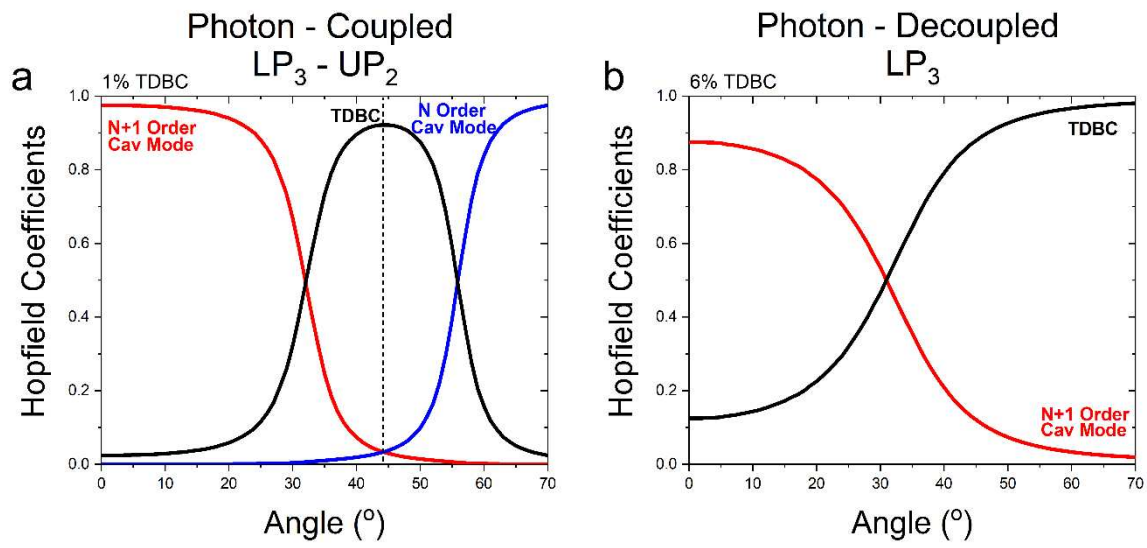 Photon - Coupled
LP₃ - UP₂
a
1% TDBC
1.0
0.8
0.6
0.4
0.2
0.0
Hopfield Coefficients
N+1 Order
Cav Mode
TDBC
N Order
Cav Mode
0 10 20 30 40 50 60 70
Angle (º)
Photon - Decoupled
LP₃
b
6% TDBC
1.0
0.8
0.6
0.4
0.2
0.0
Hopfield Coefficients
TDBC
N+1 Order
Cav Mode
0 10 20 30 40 50 60 70
Angle (º)